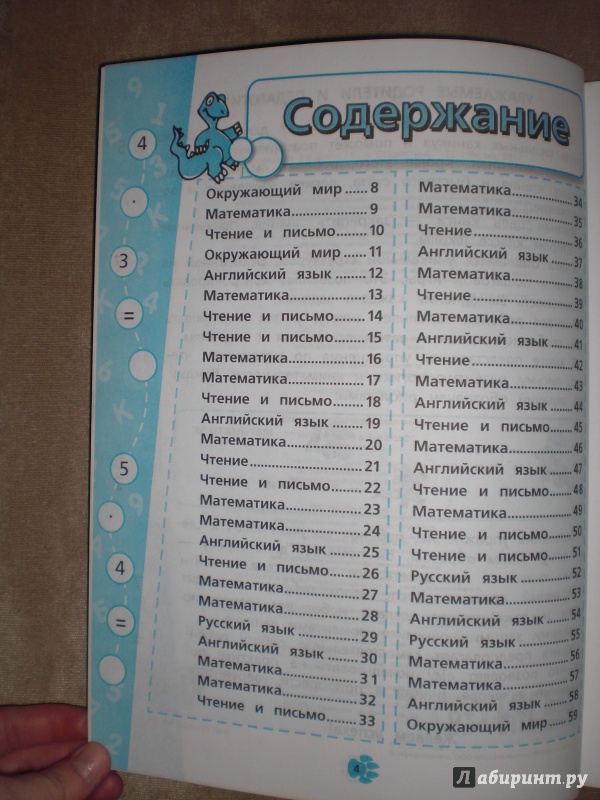 Содержание
Окружающий мир ..... 8
Математика ..... 9
Чтение и письмо ..... 10
Окружающий мир ..... 11
Английский язык ..... 12
Математика ..... 13
Чтение и письмо ..... 14
Чтение и письмо ..... 15
Математика ..... 16
Математика ..... 17
Чтение и письмо ..... 18
Английский язык ..... 19
Математика ..... 20
Чтение ..... 21
Чтение и письмо ..... 22
Математика ..... 23
Математика ..... 24
Английский язык ..... 25
Чтение и письмо ..... 26
Математика ..... 27
Математика ..... 28
Русский язык ..... 29
Английский язык ..... 30
Математика ..... 31
Математика ..... 32
Чтение и письмо ..... 33
Математика ..... 34
Математика ..... 35
Чтение ..... 36
Английский язык ..... 37
Математика ..... 38
Чтение ..... 39
Математика ..... 40
Английский язык ..... 41
Чтение ..... 42
Математика ..... 43
Английский язык ..... 44
Чтение и письмо ..... 45
Математика ..... 46
Английский язык ..... 47
Чтение и письмо ..... 48
Математика ..... 49
Чтение и письмо ..... 50
Чтение и письмо ..... 51
Русский язык ..... 52
Математика ..... 53
Английский язык ..... 54
Русский язык ..... 55
Математика ..... 56
Математика ..... 57
Английский язык ..... 58
Окружающий мир ..... 59
4
·
3
=
5
·
4
=
4
Лабиринт.ру